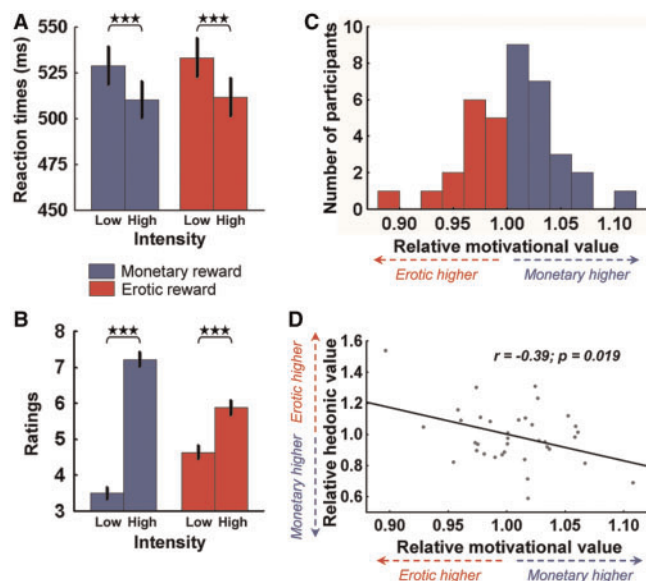 A
Reaction times (ms)
550
525
500
475
450
★★★
★★★
Low High
Low High
Intensity
Monetary reward
Erotic reward
B
Ratings
8
7
6
5
4
3
★★★
★★★
Low High
Low High
Intensity
C
Number of participants
10
8
6
4
2
0
0.90 0.95 1.00 1.05 1.10
Relative motivational value
Erotic higher
Monetary higher
D
Erotic higher
Monetary higher
Relative hedonic value
1.6
1.4
1.2
1.0
0.8
0.6
r = -0.39; p = 0.019
0.90 0.95 1.00 1.05 1.10
Relative motivational value
Erotic higher
Monetary higher